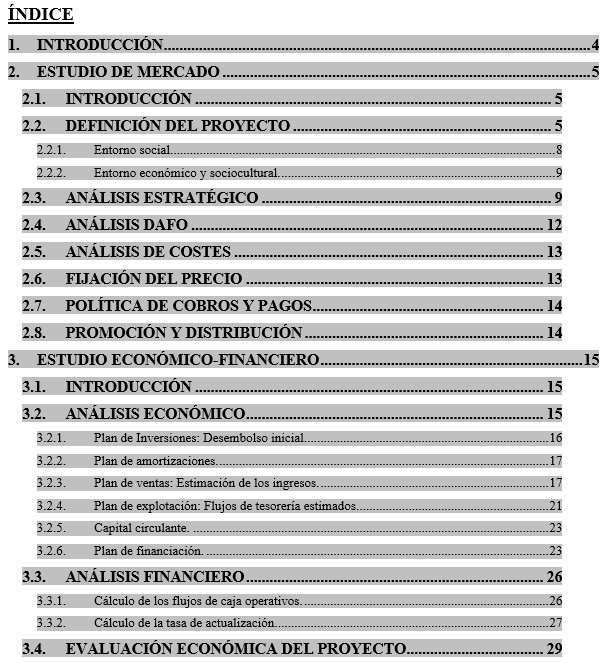 ÍNDICE
1. INTRODUCCIÓN 4
2. ESTUDIO DE MERCADO 5
2.1. INTRODUCCIÓN 5
2.2. DEFINICIÓN DEL PROYECTO 5
2.2.1. Entorno social. 8
2.2.2. Entorno económico y sociocultural. 9
2.3. ANÁLISIS ESTRATÉGICO 9
2.4. ANÁLISIS DAFO 12
2.5. ANÁLISIS DE COSTES 13
2.6. FIJACIÓN DEL PRECIO 13
2.7. POLÍTICA DE COBROS Y PAGOS 14
2.8. PROMOCIÓN Y DISTRIBUCIÓN 14
3. ESTUDIO ECONÓMICO-FINANCIERO 15
3.1. INTRODUCCIÓN 15
3.2. ANÁLISIS ECONÓMICO 15
3.2.1. Plan de Inversiones: Desembolso inicial. 16
3.2.2. Plan de amortizaciones. 17
3.2.3. Plan de ventas: Estimación de los ingresos. 17
3.2.4. Plan de explotación: Flujos de tesorería estimados. 21
3.2.5. Capital circulante. 23
3.2.6. Plan de financiación. 23
3.3. ANÁLISIS FINANCIERO 26
3.3.1. Cálculo de los flujos de caja operativos. 26
3.3.2. Cálculo de la tasa de actualización. 27
3.4. EVALUACIÓN ECONÓMICA DEL PROYECTO 29